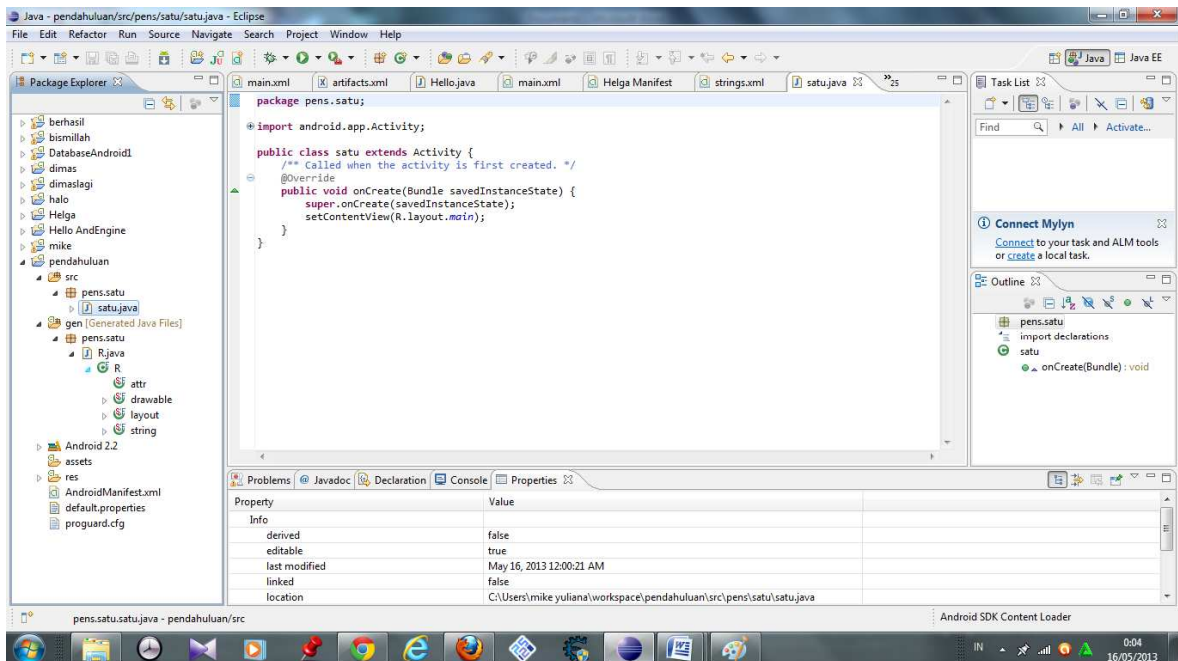 Java - pendahuluan/src/pens/satu/satu.java - Eclipse
File Edit Refactor Run Source Navigate Search Project Window Help
Java Java EE
Package Explorer
berhasil
bismillah
DatabaseAndroid1
dimas
dimaslagi
halo
Helga
Hello AndEngine
mike
pendahuluan
src
pens.satu
satu.java
gen [Generated Java Files]
pens.satu
R.java
R
attr
drawable
layout
string
Android 2.2
assets
res
AndroidManifest.xml
default.properties
proguard.cfg
main.xml artifacts.xml Hello.java main.xml Helga Manifest strings.xml satu.java »25
package pens.satu;
import android.app.Activity;
public class satu extends Activity {
/** Called when the activity is first created. */
@Override
public void onCreate(Bundle savedInstanceState) {
super.onCreate(savedInstanceState);
setContentView(R.layout.main);
}
}
Task List
Find All Activate...
Connect Mylyn
Connect to your task and ALM tools
or create a local task.
Outline
pens.satu
import declarations
satu
onCreate(Bundle) : void
Problems @ Javadoc Declaration Console Properties
Property Value
Info
derived false
editable true
last modified May 16, 2013 12:00:21 AM
linked false
location C:\Users\mike yuliana\workspace\pendahuluan\src\pens\satu\satu.java
pens.satu.satu.java - pendahuluan/src
Android SDK Content Loader
IN
0:04
16/05/2013